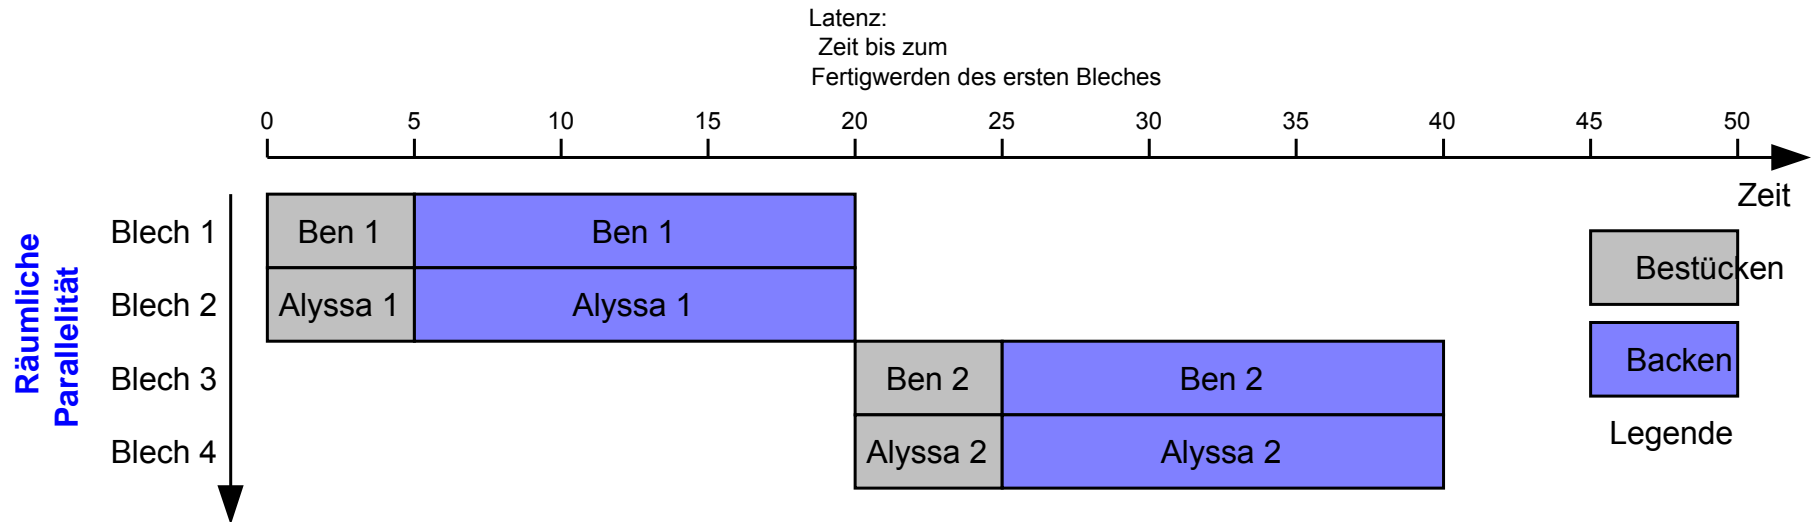 Latenz:
Zeit bis zum
Fertigwerden des ersten Bleches
0 5 10 15 20 25 30 35 40 45 50
Zeit
Räumliche
Parallelität
Blech 1 Ben 1 Ben 1
Blech 2 Alyssa 1 Alyssa 1
Blech 3 Ben 2 Ben 2
Blech 4 Alyssa 2 Alyssa 2
Bestücken
Backen
Legende